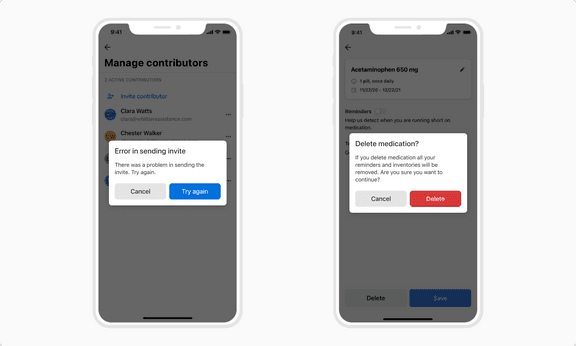 9:41
Manage contributors
2 ACTIVE CONTRIBUTORS
Invite contributor
Clara Watts
Chester Walker
CW
Error in sending invite
There was a problem in sending the
invite. Try again.
Cancel
Try again
9:41
Acetaminophen 650 mg
1 pill, once daily
11/22/20 - 12/22/21
Reminders
Help us detect when you are running short on
medication.
Delete medication?
If you delete medication all your
reminders and inventories will be
removed. Are you sure you want to
continue?
Cancel
Delete
Delete
Save